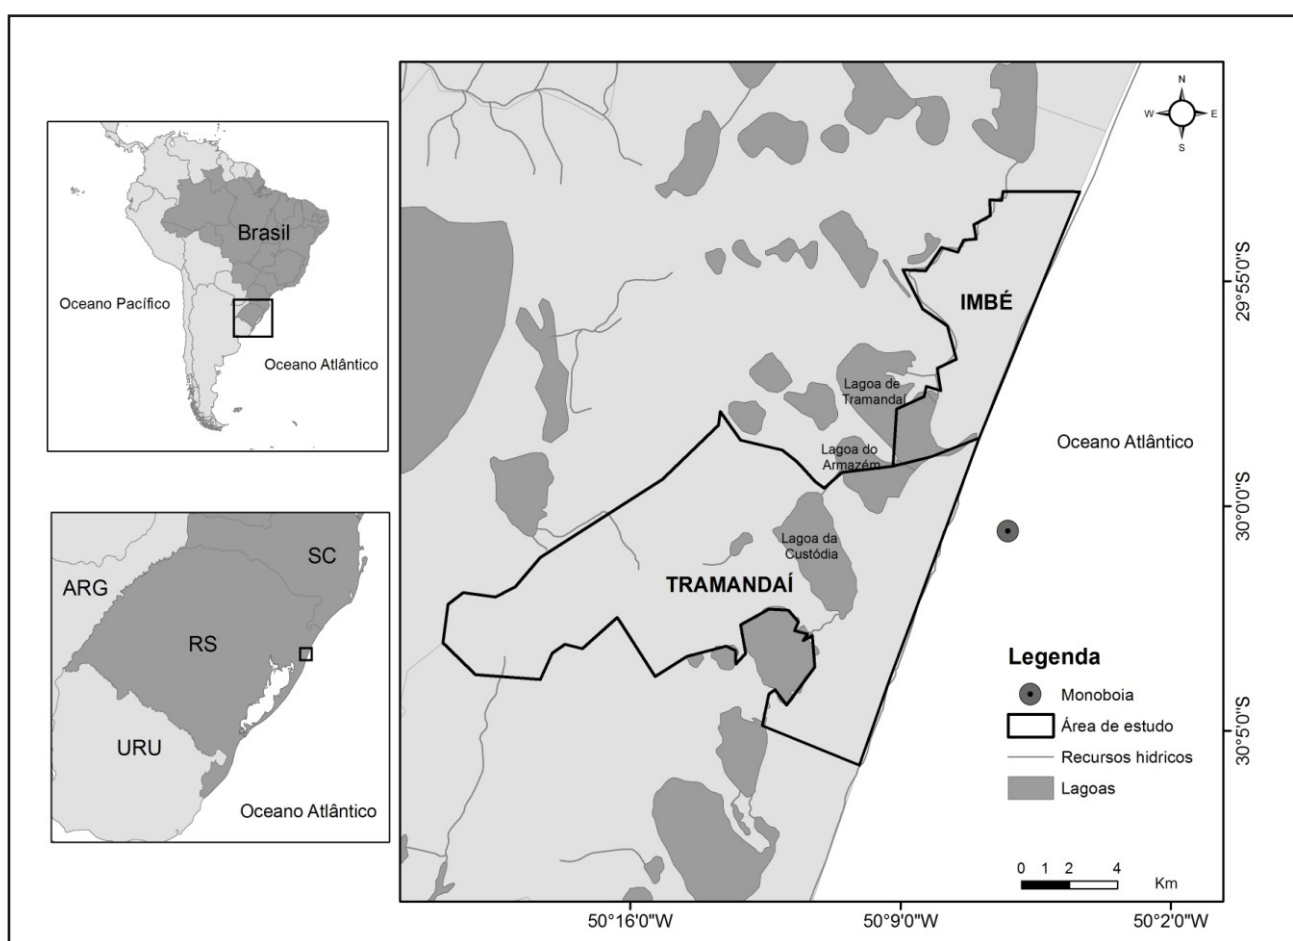 Brasil
Oceano Pacífico
Oceano Atlântico
SC
ARG
RS
URU
Oceano Atlântico
N
W
E
S
IMBÉ
Lagoa de
Tramandaí
Lagoa do
Armazém
Oceano Atlântico
Lagoa da
Custódia
TRAMANDAÍ
29°55'0"S
30°0'0"S
30°5'0"S
Legenda
Monoboia
Área de estudo
Recursos hídricos
Lagoas
0 1 2 4
Km
50°16'0"W
50°9'0"W
50°2'0"W